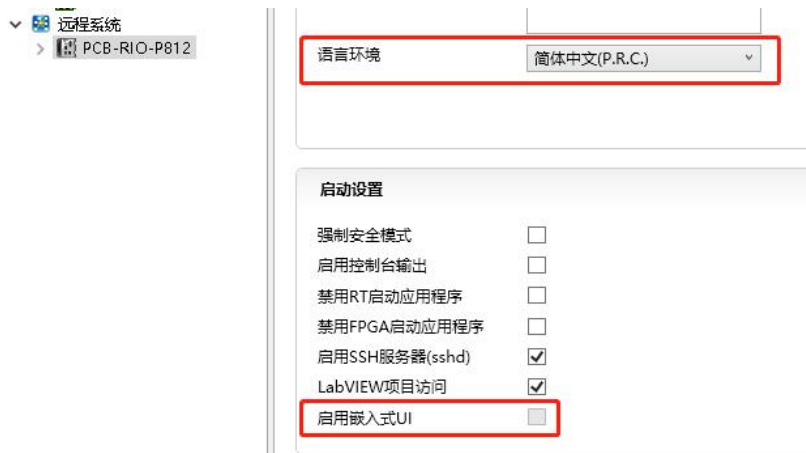 远程系统
PCB-RIO-P812
语言环境
简体中文(P.R.C.)
启动设置
强制安全模式
启用控制台输出
禁用RT启动应用程序
禁用FPGA启动应用程序
启用SSH服务器(sshd)
LabVIEW项目访问
启用嵌入式UI